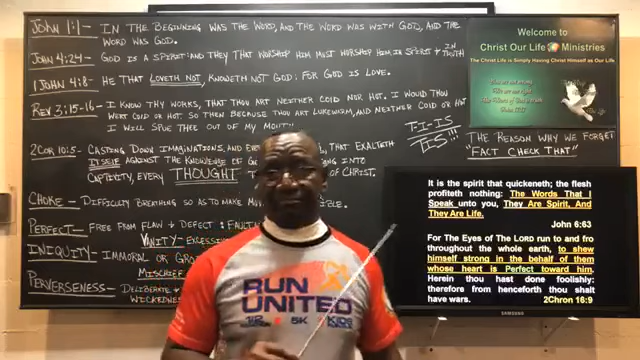 JOHN 1:1- IN THE BEGINNING WAS THE WORD, AND THE WORD WAS WITH GOD, AND THE
WORD WAS GOD.
JOHN 4:24- GOD IS A SPIRIT: AND THEY THAT WORSHIP HIM MUST WORSHIP HIM IN SPIRIT & IN TRUTH
1 JOHN 4:8- HE THAT LOVETH NOT, KNOWETH NOT GOD: FOR GOD IS LOVE.
REV 3:15-16- I KNOW THY WORKS, THAT THOU ART NEITHER COLD NOR HOT. I WOULD THOU
WERT COLD OR HOT. SO THEN BECAUSE THOU ART LUKEWARM, AND NEITHER COLD OR HOT
I WILL SPUE THEE OUT OF MY MOUTH
2COR 10:5- CASTING DOWN IMAGINATIONS, AND THAT EXALTETH
ITSELF AGAINST THE KNOWLEDGE OF INTO
CAPTIVITY, EVERY THOUGHT OF CHRIST.
CHOKE- DIFFICULTY BREATHING SO AS TO MAKE
PERFECT- FREE FROM FLAW & DEFECT:
VANITY- EXCESSIVE
INIQUITY- IMMORAL OR
MISCHIEF
PERVERSENESS- DELIBERATE
WICKEDNESS
T-I-IS
TIS!!!
Welcome to
Christ Our Life Ministries
The Christ Life is Simply Having Christ Himself as Our Life
THE REASON WHY WE FORGET
"FACT CHECK THAT"
It is the spirit that quickeneth; the flesh
profiteth nothing: The Words That I
Speak unto you, They Are Spirit, And
They Are Life.
John 6:63
For The Eyes of The LORD run to and fro
throughout the whole earth, to shew
himself strong in the behalf of them
whose heart is Perfect toward him.
Herein thou hast done foolishly:
therefore from henceforth thou shalt
have wars. 2Chron 16:9
SAMSUNG
RUN
UNITED
5K
KIDS